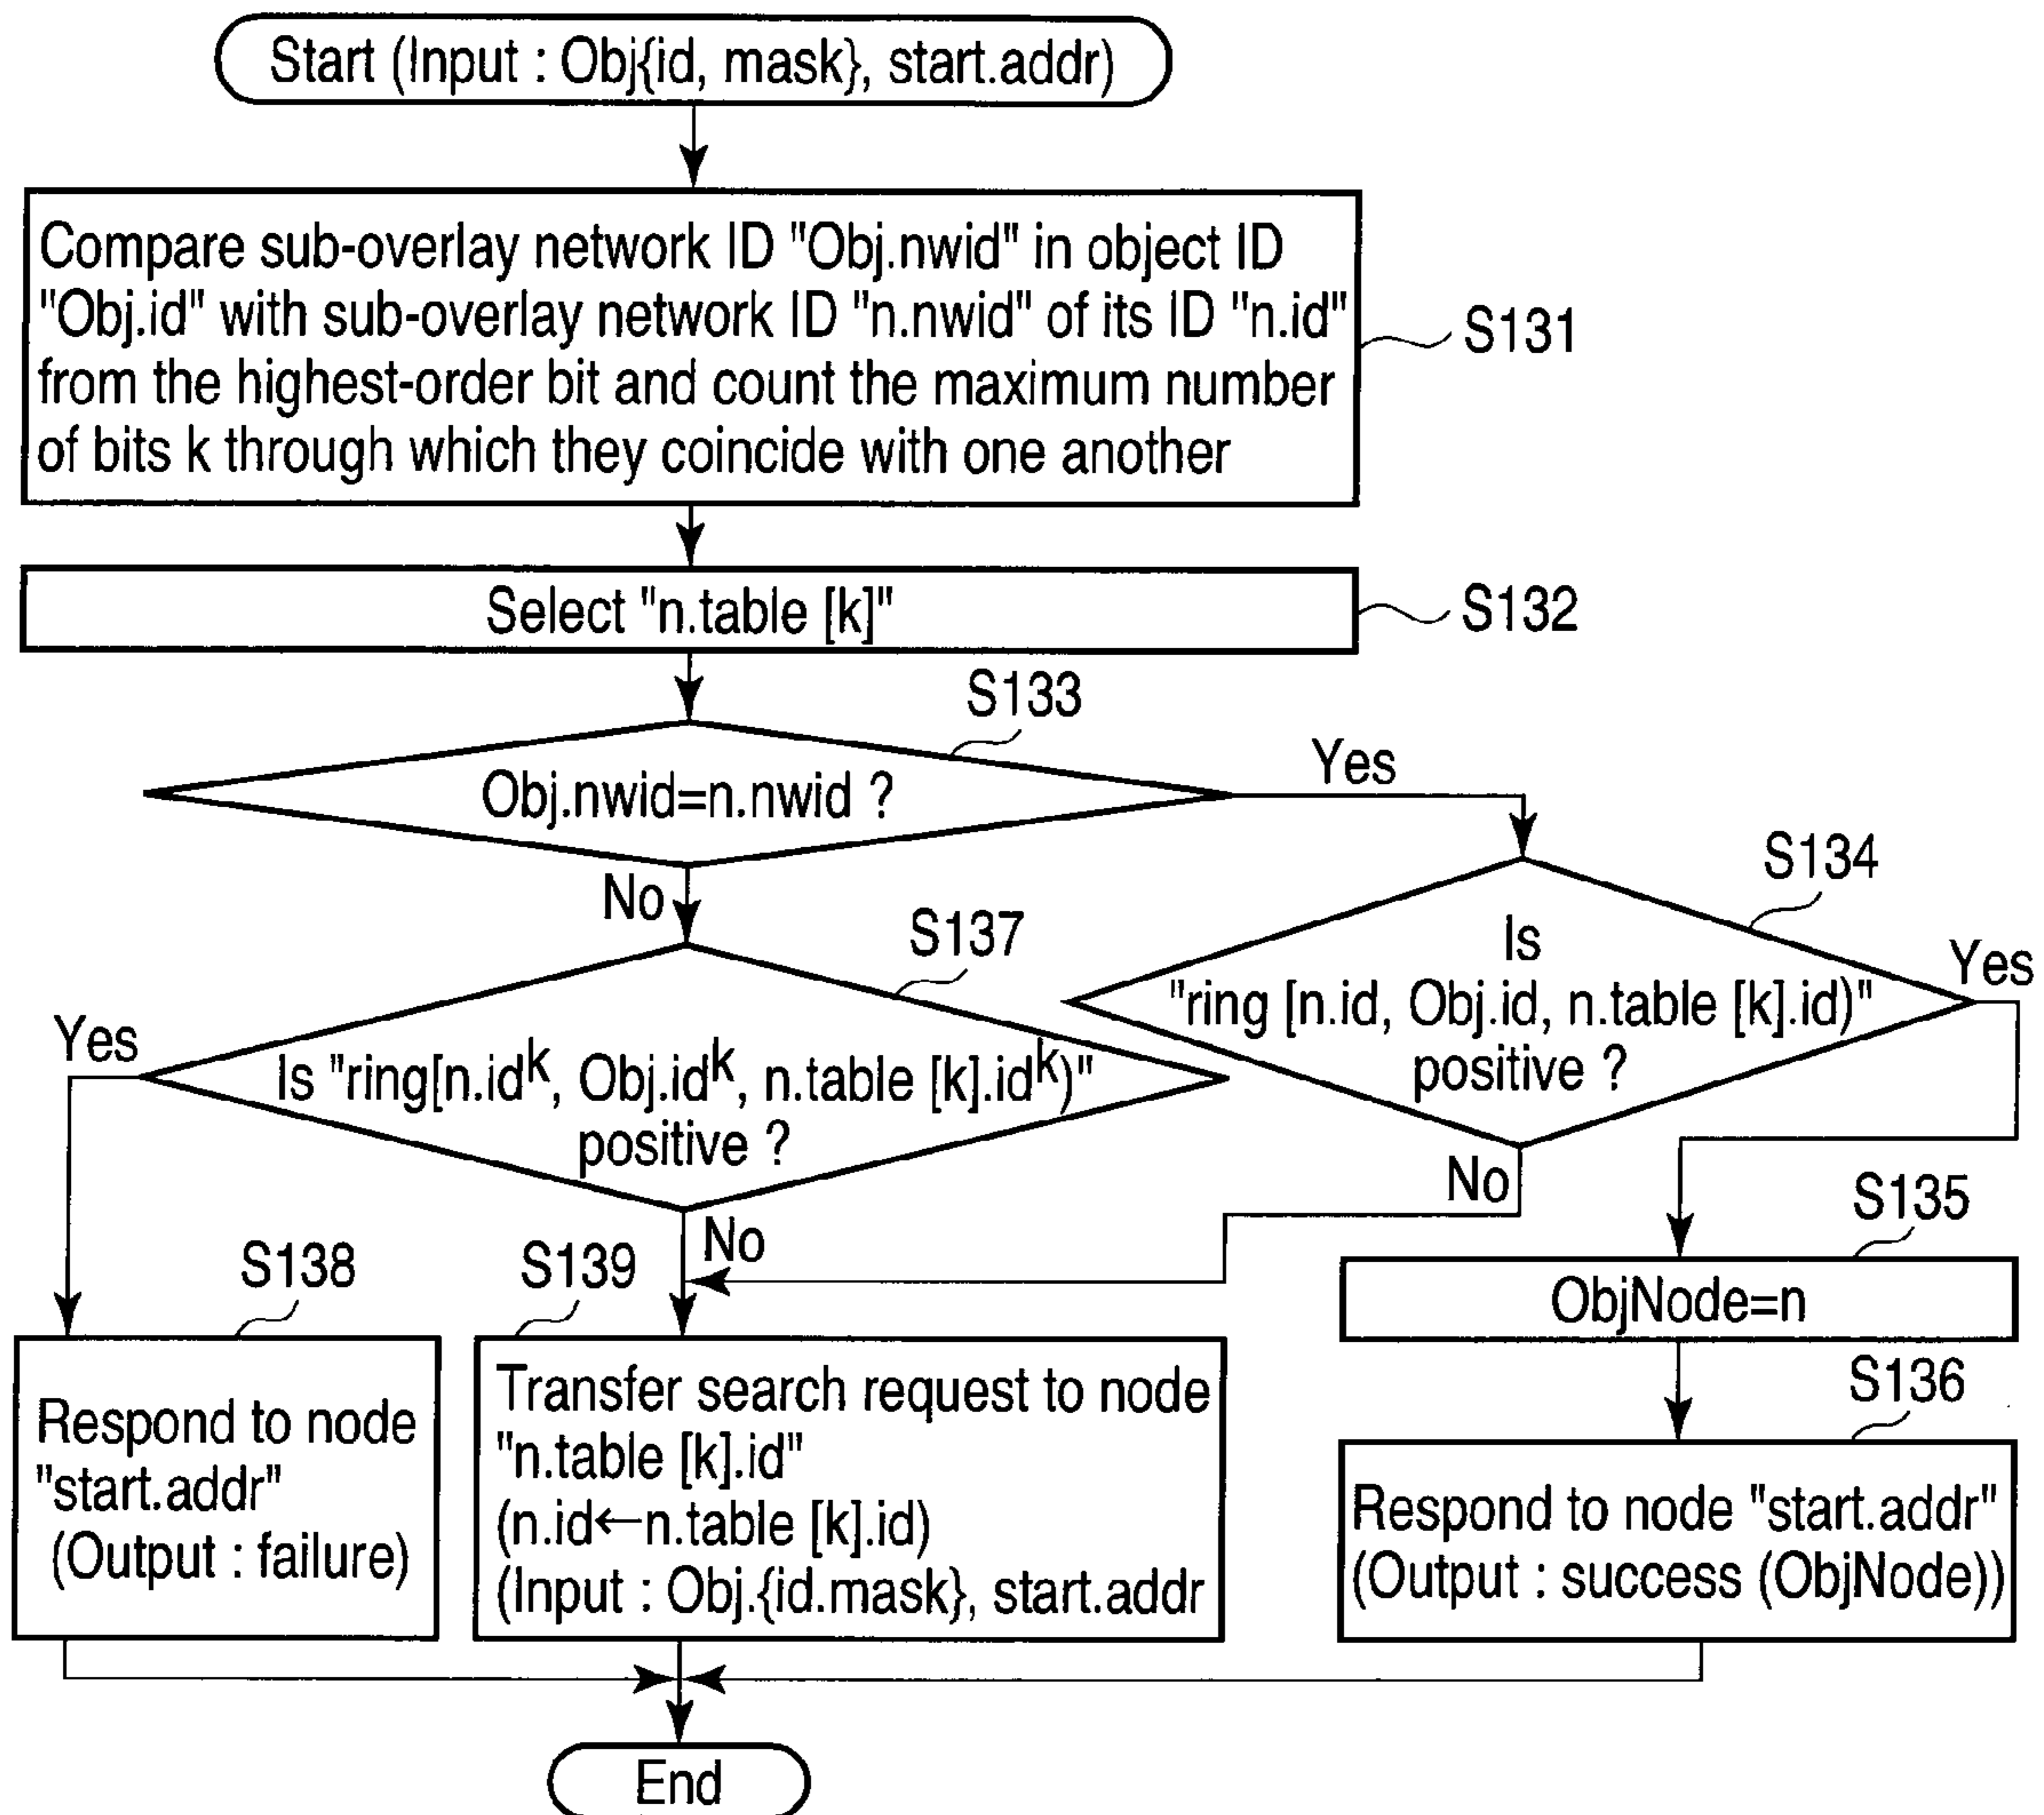 Start (Input : Obj{id, mask}, start.addr)
Compare sub-overlay network ID "Obj.nwid" in object ID
"Obj.id" with sub-overlay network ID "n.nwid" of its ID "n.id"
from the highest-order bit and count the maximum number
of bits k through which they coincide with one another
S131
Select "n.table [k]"
S132
S133
Obj.nwid=n.nwid ?
Yes
No
S134
Is
"ring [n.id, Obj.id, n.table [k].id)"
positive ?
Yes
No
S137
Is "ring[n.id^k, Obj.id^k, n.table [k].id^k)"
positive ?
Yes
No
S135
ObjNode=n
S136
Respond to node "start.addr"
(Output : success (ObjNode))
S138
Respond to node
"start.addr"
(Output : failure)
S139
Transfer search request to node
"n.table [k].id"
(n.id←n.table [k].id)
(Input : Obj.{id.mask}, start.addr
End